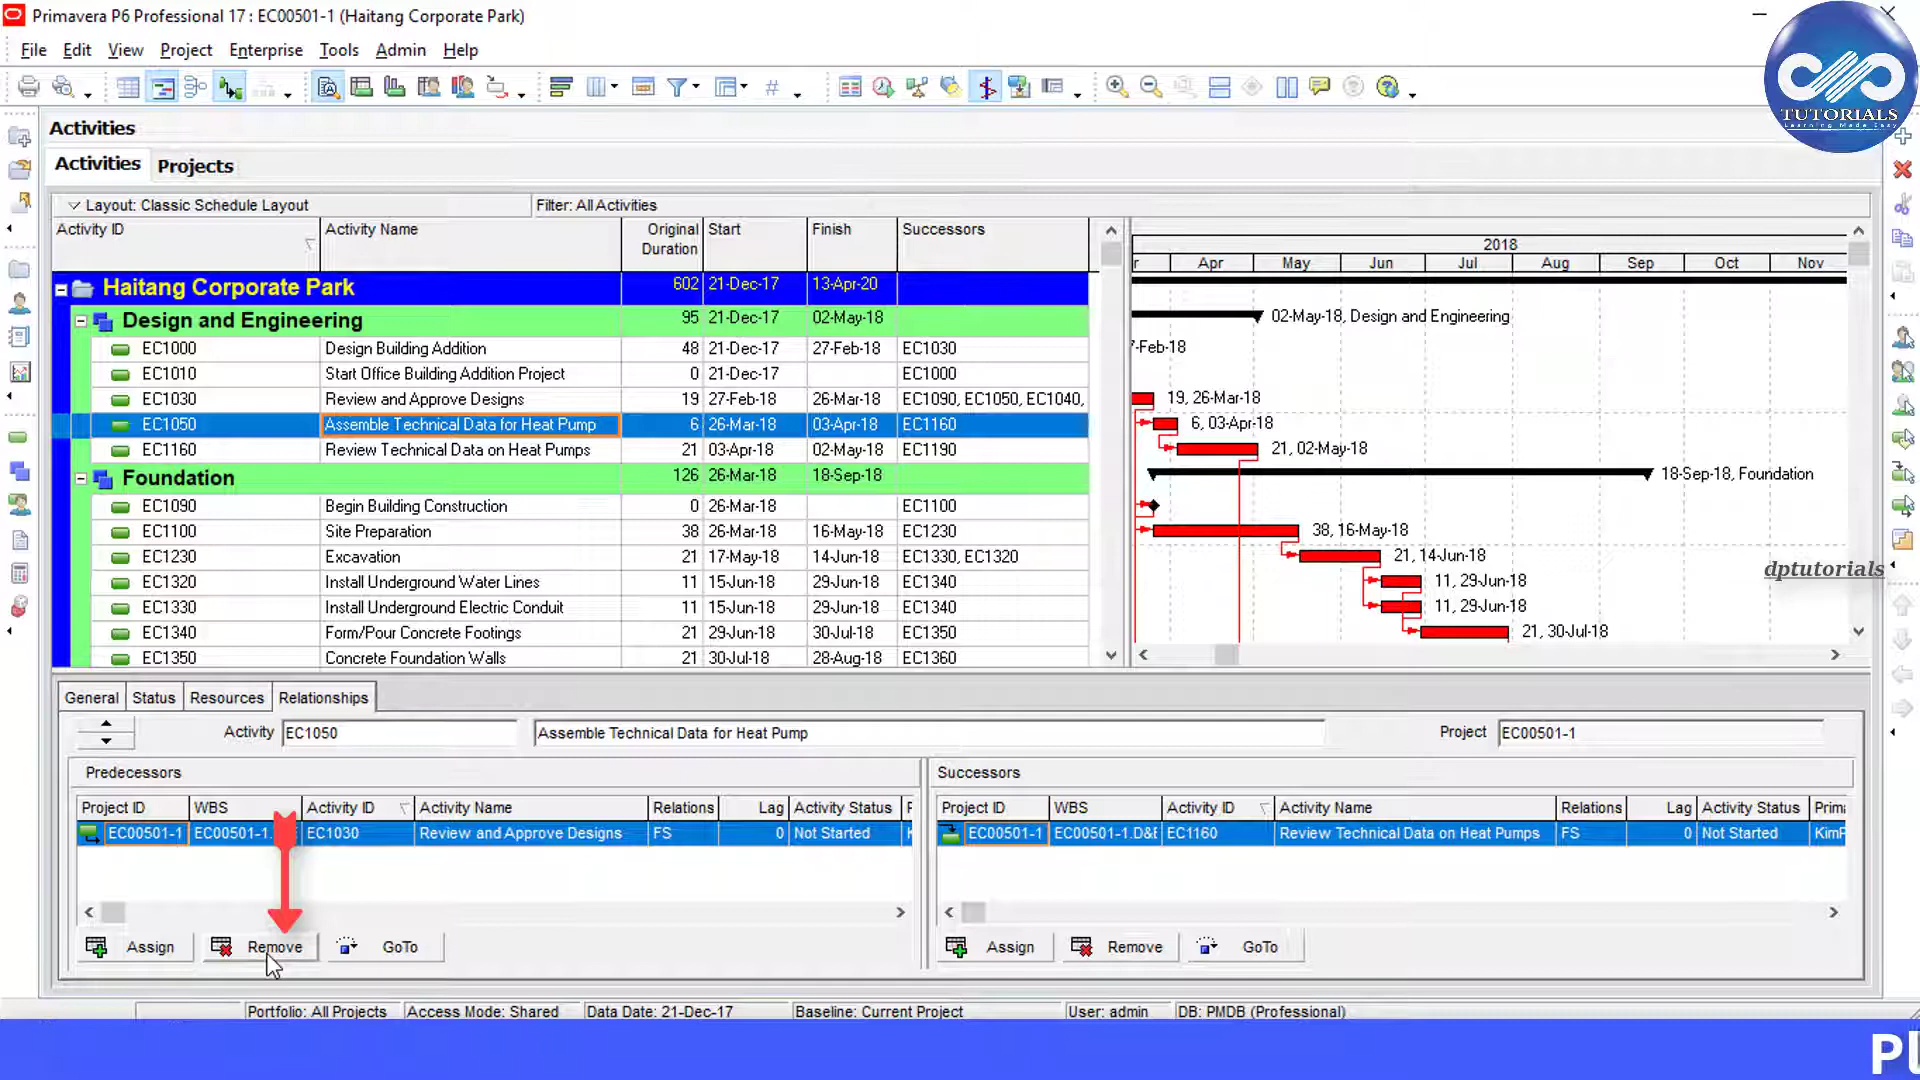 Primavera P6 Professional 17 : EC00501-1 (Haitang Corporate Park)
File Edit View Project Enterprise Tools Admin Help
TUTORIALS
Learning Made Easy
Activities
Activities Projects
Layout: Classic Schedule Layout Filter: All Activities
Activity ID Activity Name Original Duration Start Finish Successors
2018
r Apr May Jun Jul Aug Sep Oct Nov
Haitang Corporate Park 602 21-Dec-17 13-Apr-20
Design and Engineering 95 21-Dec-17 02-May-18 02-May-18, Design and Engineering
EC1000 Design Building Addition 48 21-Dec-17 27-Feb-18 EC1030 7-Feb-18
EC1010 Start Office Building Addition Project 0 21-Dec-17 EC1000
EC1030 Review and Approve Designs 19 27-Feb-18 26-Mar-18 EC1090, EC1050, EC1040, 19, 26-Mar-18
EC1050 Assemble Technical Data for Heat Pump 6 26-Mar-18 03-Apr-18 EC1160 6, 03-Apr-18
EC1160 Review Technical Data on Heat Pumps 21 03-Apr-18 02-May-18 EC1190 21, 02-May-18
Foundation 126 26-Mar-18 18-Sep-18 18-Sep-18, Foundation
EC1090 Begin Building Construction 0 26-Mar-18 EC1100
EC1100 Site Preparation 38 26-Mar-18 16-May-18 EC1230 38, 16-May-18
EC1230 Excavation 21 17-May-18 14-Jun-18 EC1330, EC1320 21, 14-Jun-18
dptutorials
EC1320 Install Underground Water Lines 11 15-Jun-18 29-Jun-18 EC1340 11, 29-Jun-18
EC1330 Install Underground Electric Conduit 11 15-Jun-18 29-Jun-18 EC1340 11, 29-Jun-18
EC1340 Form/Pour Concrete Footings 21 29-Jun-18 30-Jul-18 EC1350 21, 30-Jul-18
EC1350 Concrete Foundation Walls 21 30-Jul-18 28-Aug-18 EC1360
General Status Resources Relationships
Activity EC1050 Assemble Technical Data for Heat Pump Project EC00501-1
Predecessors Successors
Project ID WBS Activity ID Activity Name Relations Lag Activity Status F Project ID WBS Activity ID Activity Name Relations Lag Activity Status Prima
EC00501-1 EC00501-1. EC1030 Review and Approve Designs FS 0 Not Started EC00501-1 EC00501-1.D&E EC1160 Review Technical Data on Heat Pumps FS 0 Not Started
Assign Remove GoTo Assign Remove GoTo
Portfolio: All Projects Access Mode: Shared Data Date: 21-Dec-17 Baseline: Current Project User: admin DB: PMDB (Professional)
Pl